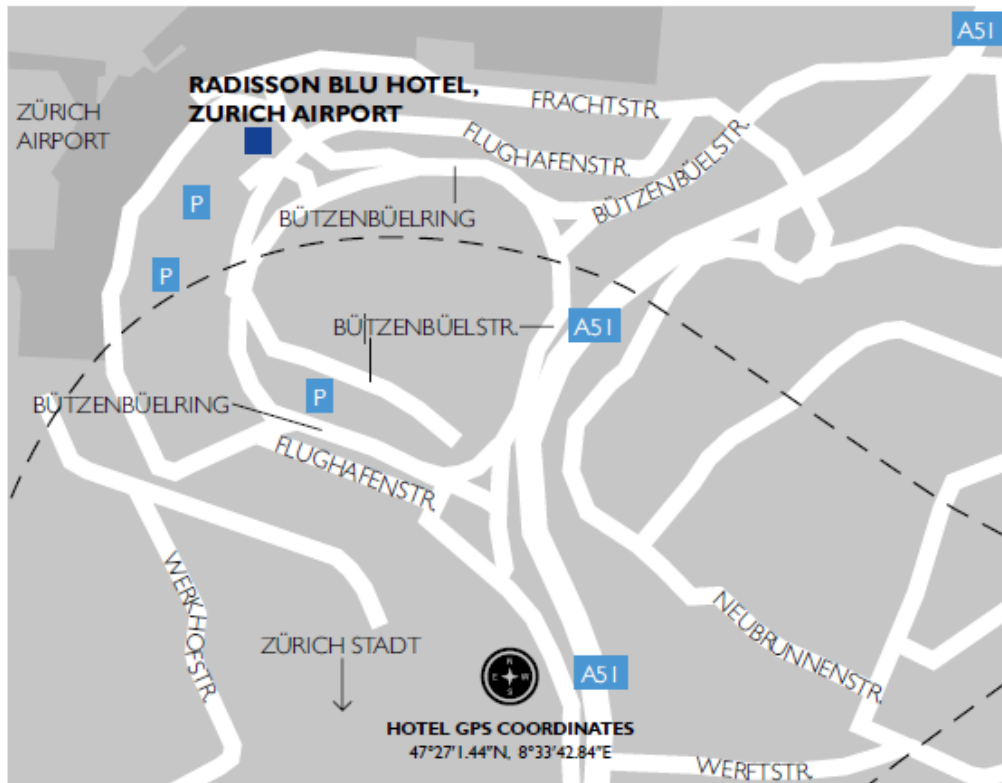 A51
RADISSON BLU HOTEL,
ZURICH AIRPORT
ZÜRICH
AIRPORT
FRACHTSTR.
FLUGHAFENSTR.
BÜTZENBÜELSTR.
P
BÜTZENBÜELRING
P
BÜTZENBÜELSTR.
A51
P
BÜTZENBÜELRING
FLUGHAFENSTR.
WERKHOFSTR.
NEUBRUNNENSTR.
ZÜRICH STADT
N
E W
S
A51
HOTEL GPS COORDINATES
47°27'1.44"N, 8°33'42.84"E
WERFTSTR.